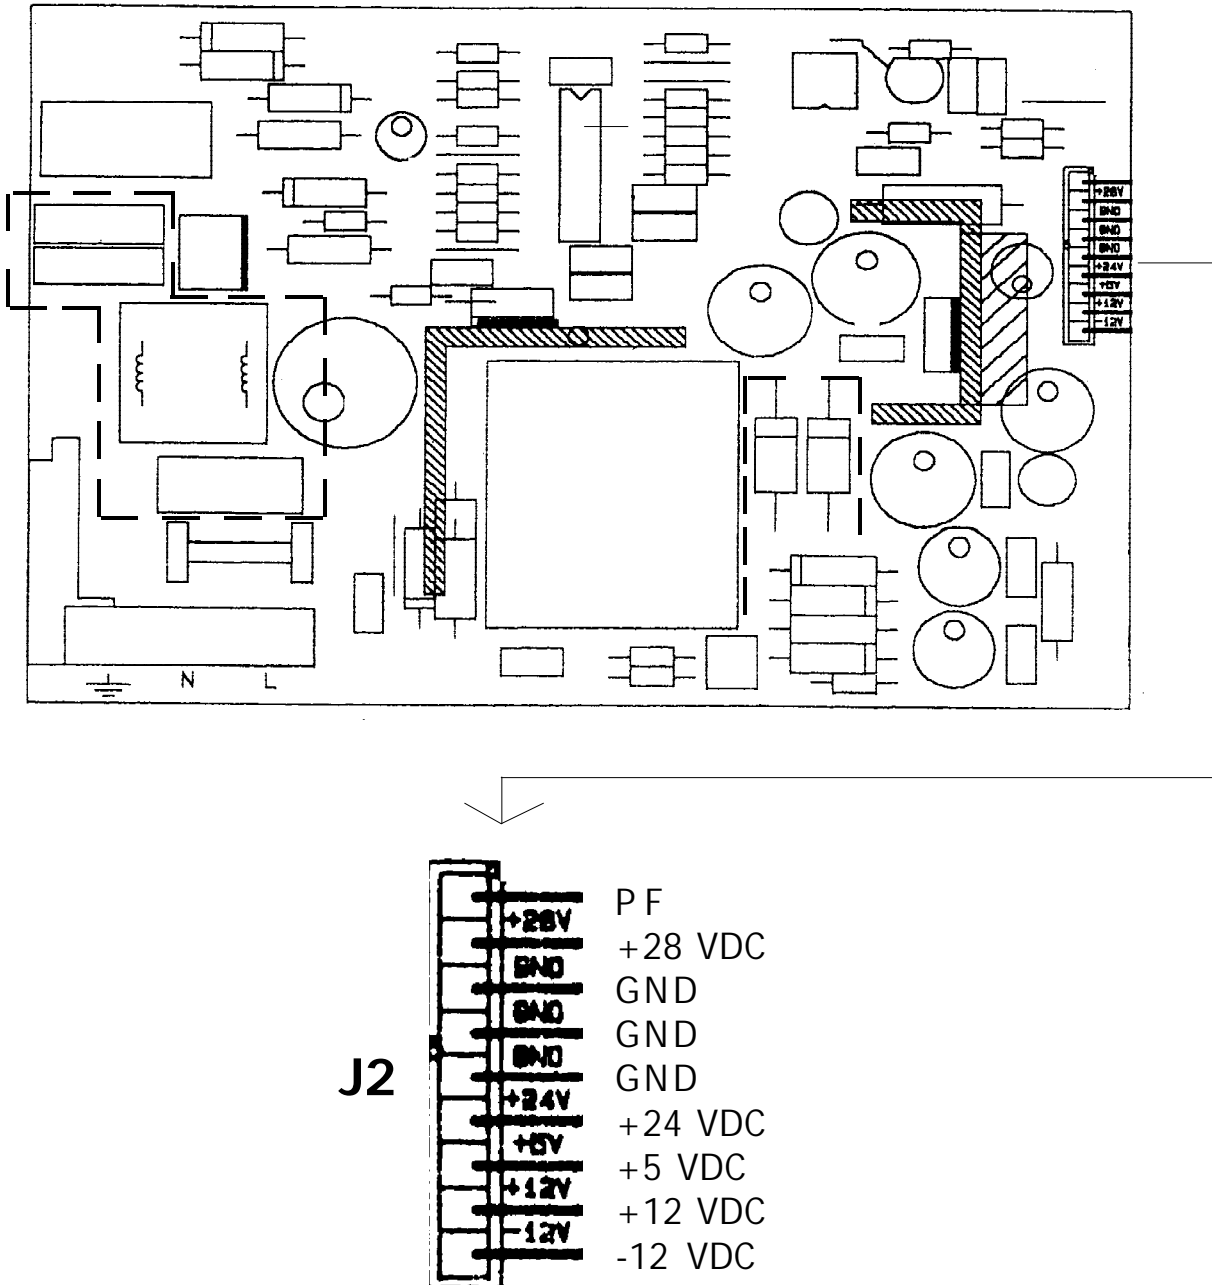 +28V
GND
GND
GND
+24V
+5V
+12V
-12V
N L
PF
+28V
+28 VDC
GND
GND
GND
GND
GND
J2
GND
+24V
+24 VDC
+5V
+5 VDC
+12V
+12 VDC
-12V
-12 VDC